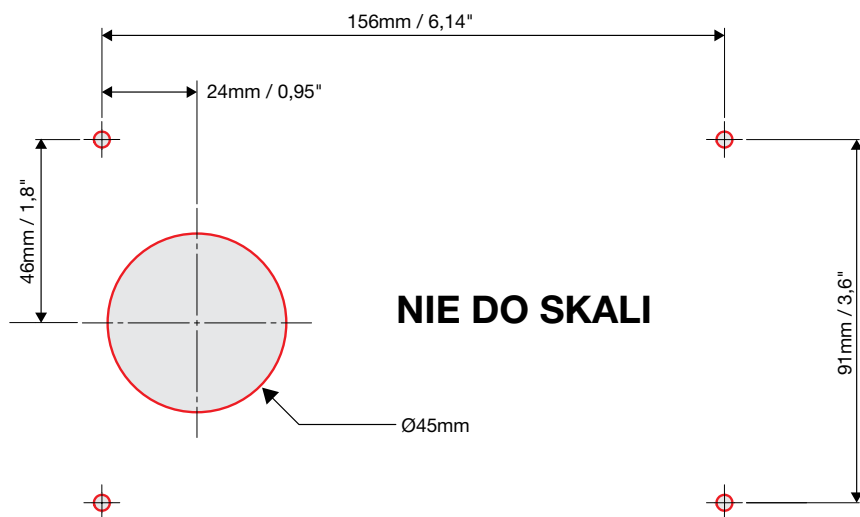 156mm / 6,14"
24mm / 0,95"
46mm / 1,8"
NIE DO SKALI
91mm / 3,6"
Ø45mm